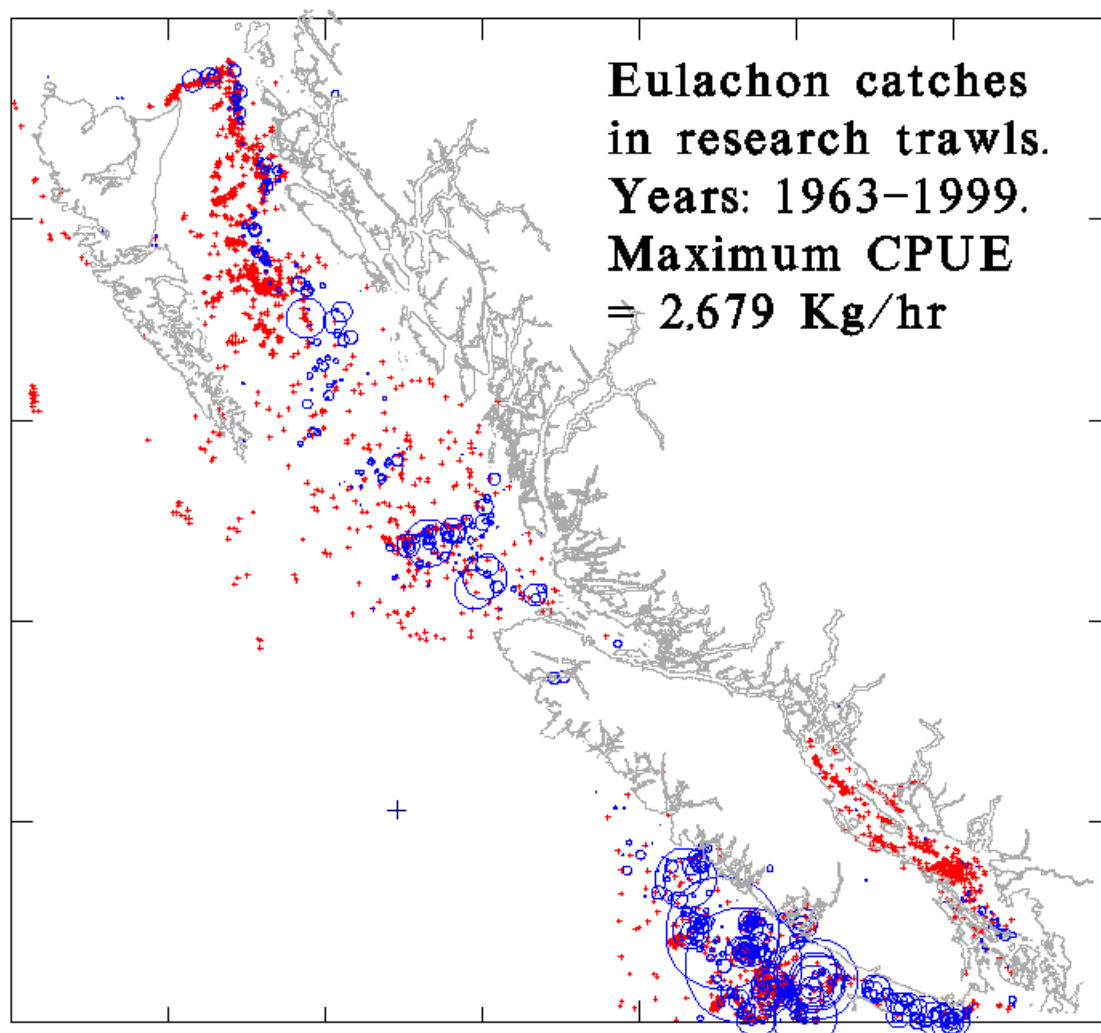 Eulachon catches
in research trawls.
Years: 1963-1999.
Maximum CPUE
= 2,679 Kg/hr